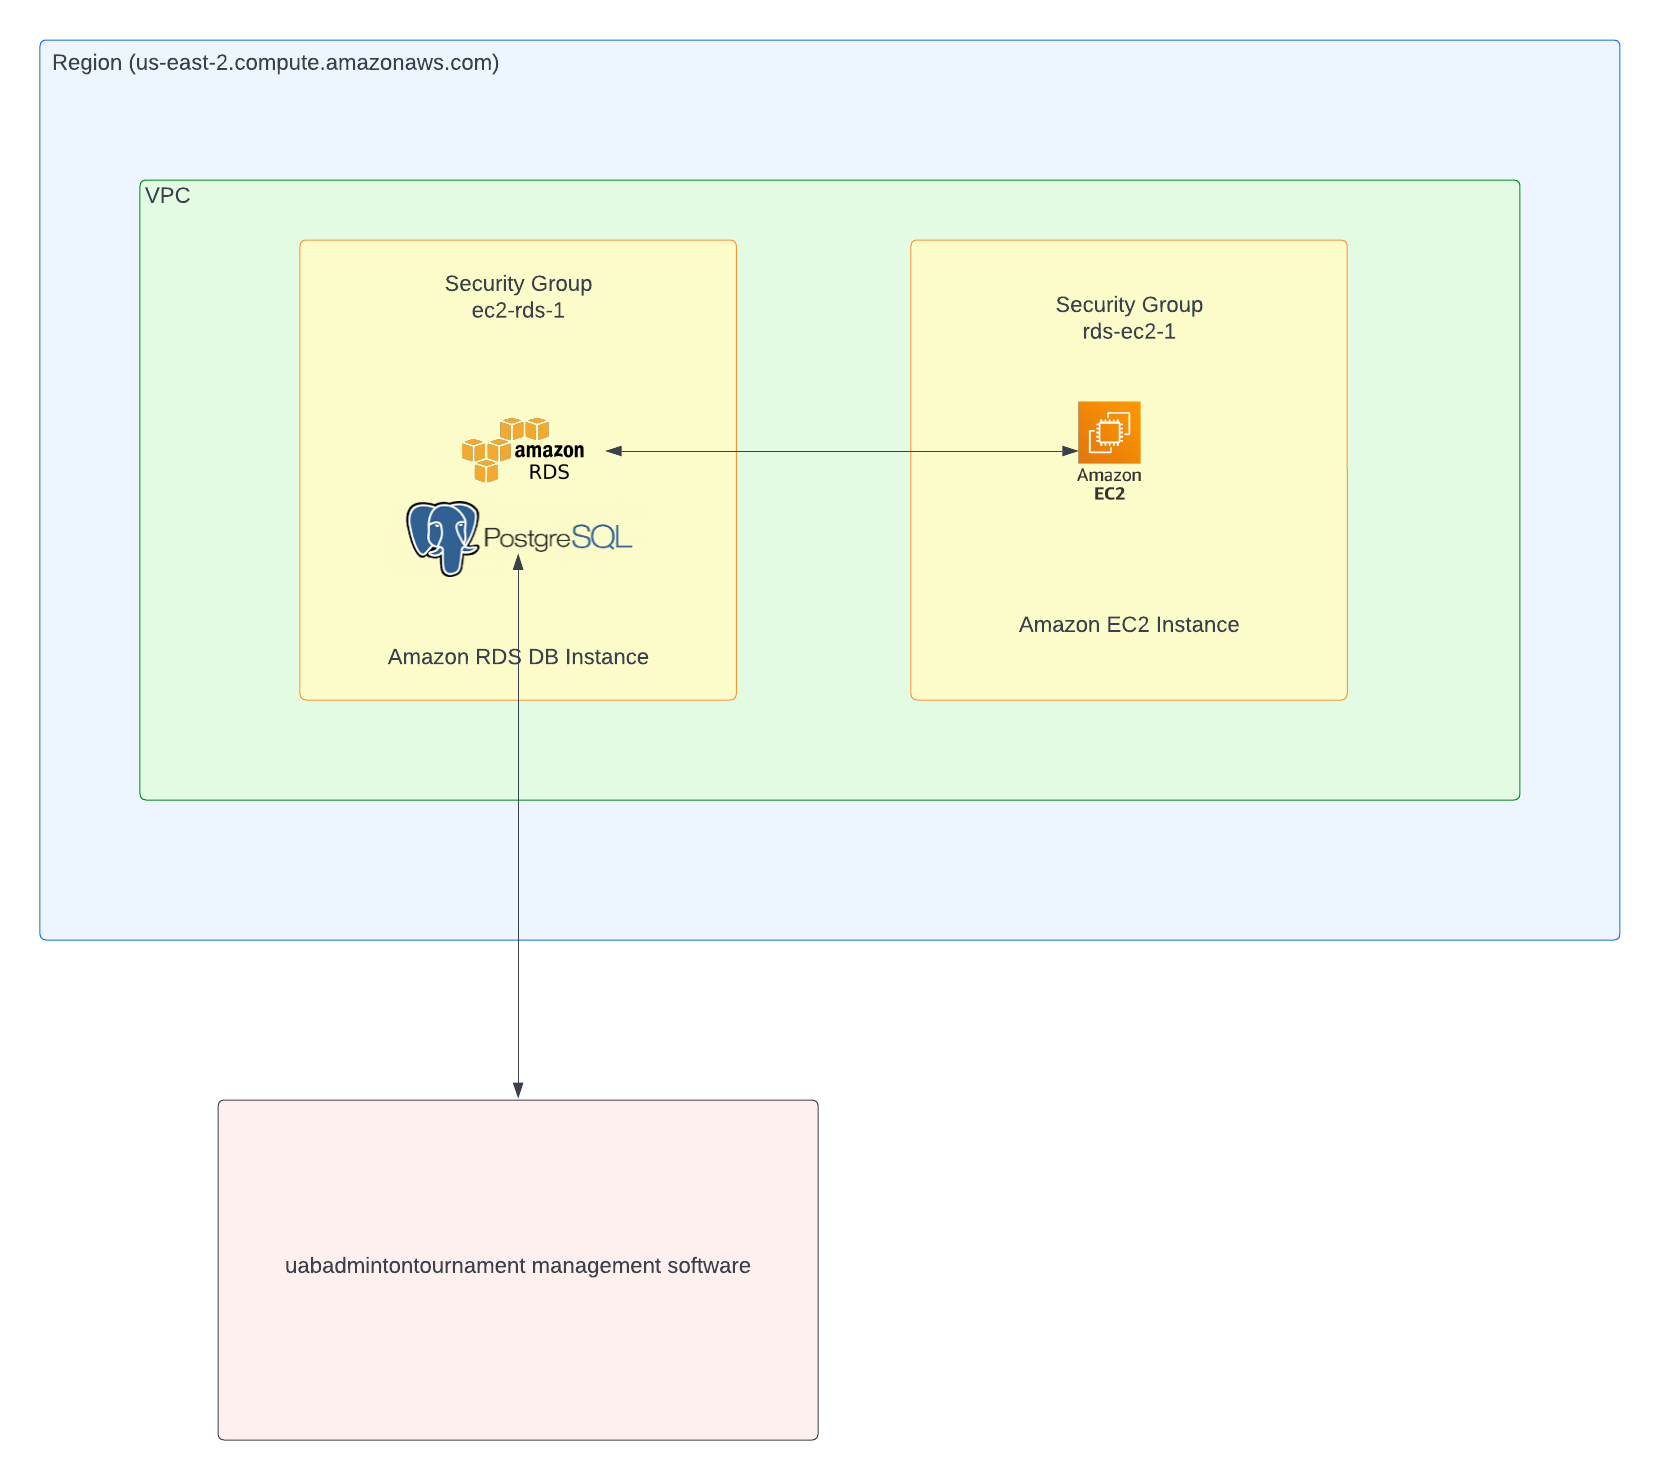 Region (us-east-2.compute.amazonaws.com)
VPC
Security Group
ec2-rds-1
amazon
RDS
PostgreSQL
Amazon RDS DB Instance
Security Group
rds-ec2-1
Amazon
EC2
Amazon EC2 Instance
uabadmintontournament management software